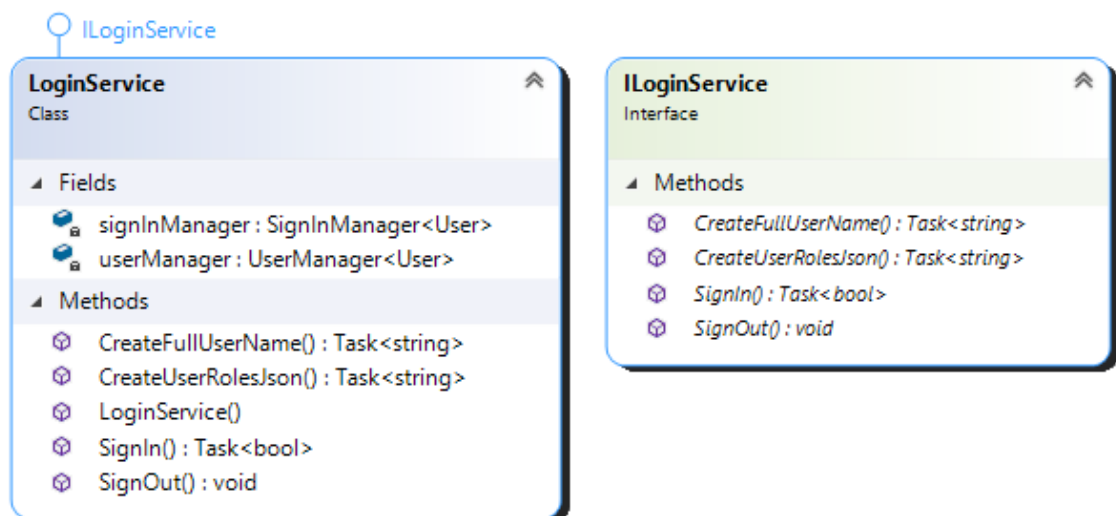 ILoginService
LoginService
Class
Fields
signInManager : SignInManager<User>
userManager : UserManager<User>
Methods
CreateFullUserName() : Task<string>
CreateUserRolesJson() : Task<string>
LoginService()
SignIn() : Task<bool>
SignOut() : void
ILoginService
Interface
Methods
CreateFullUserName() : Task<string>
CreateUserRolesJson() : Task<string>
SignIn() : Task<bool>
SignOut() : void